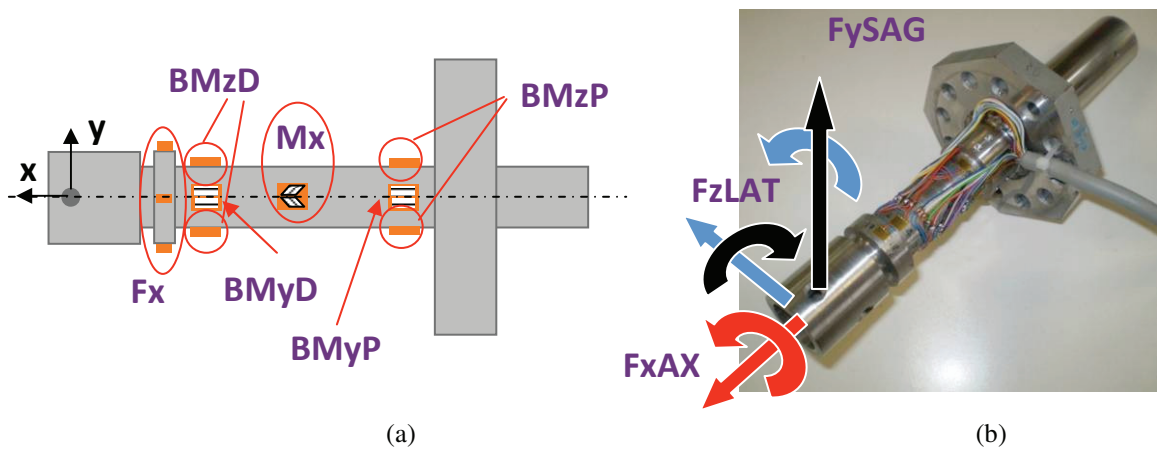 FySAG
BMzD
BMzP
Mx
y
x
FzLAT
Fx
BMyD
BMyP
FxAX
(a)
(b)